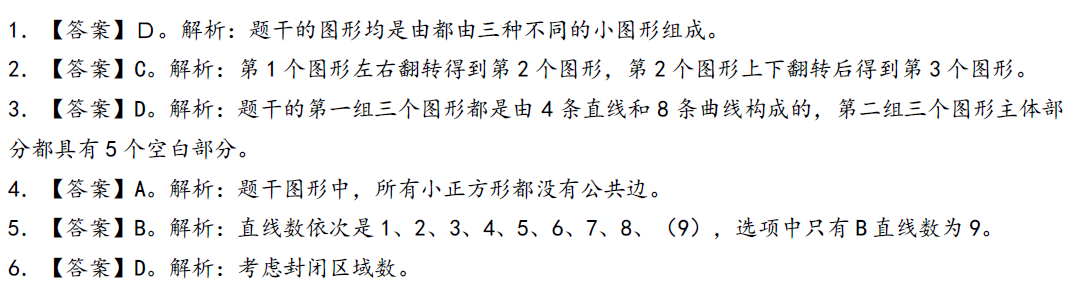 1. 【答案】D。解析：题干的图形均是由都由三种不同的小图形组成。
2. 【答案】C。解析：第1个图形左右翻转得到第2个图形，第2个图形上下翻转后得到第3个图形。
3. 【答案】D。解析：题干的第一组三个图形都是由4条直线和8条曲线构成的，第二组三个图形主体部
分都具有5个空白部分。
4. 【答案】A。解析：题干图形中，所有小正方形都没有公共边。
5. 【答案】B。解析：直线数依次是1、2、3、4、5、6、7、8、（9），选项中只有B直线数为9。
6. 【答案】D。解析：考虑封闭区域数。